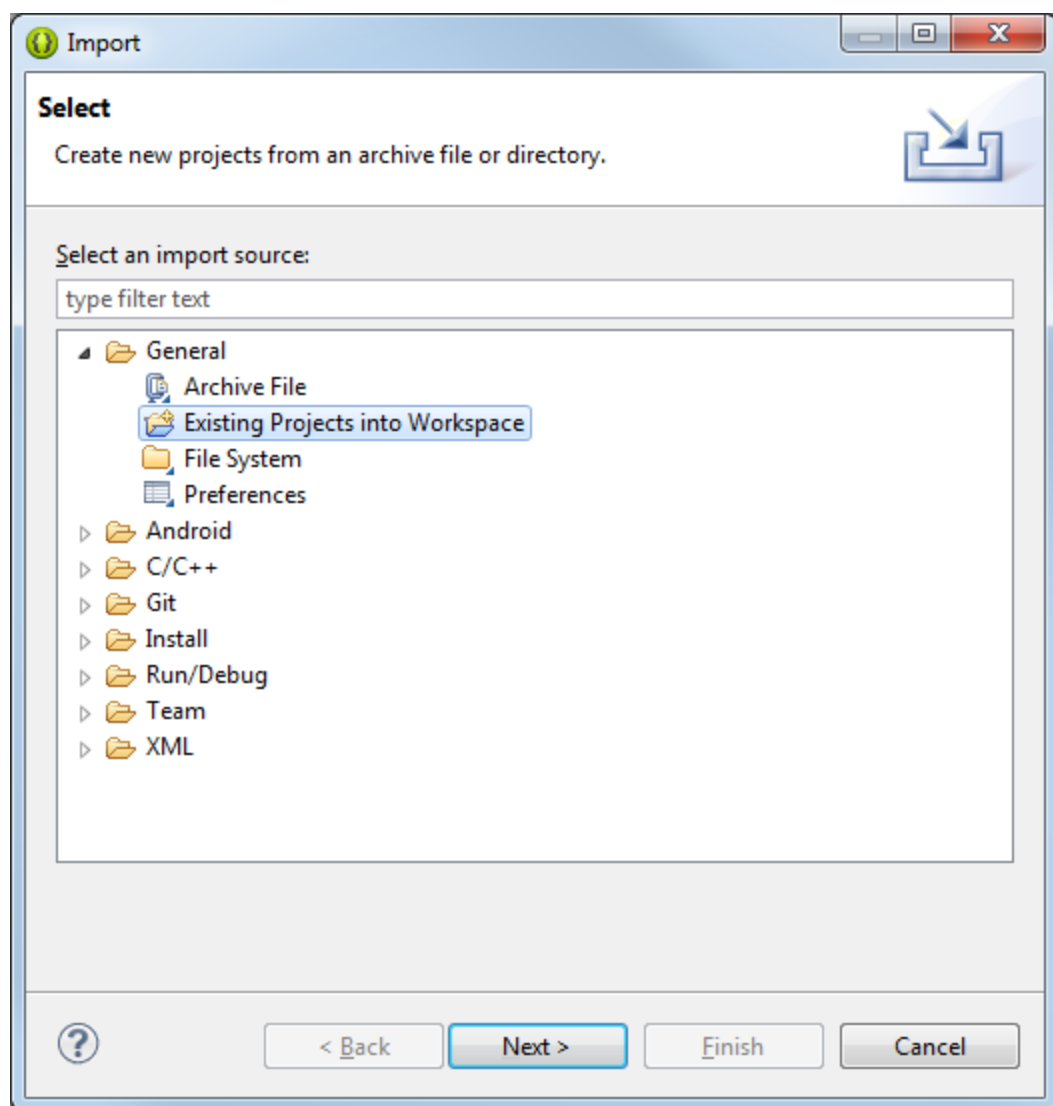 Import
Select
Create new projects from an archive file or directory.
Select an import source:
type filter text
General
Archive File
Existing Projects into Workspace
File System
Preferences
Android
C/C++
Git
Install
Run/Debug
Team
XML
< Back Next > Finish Cancel